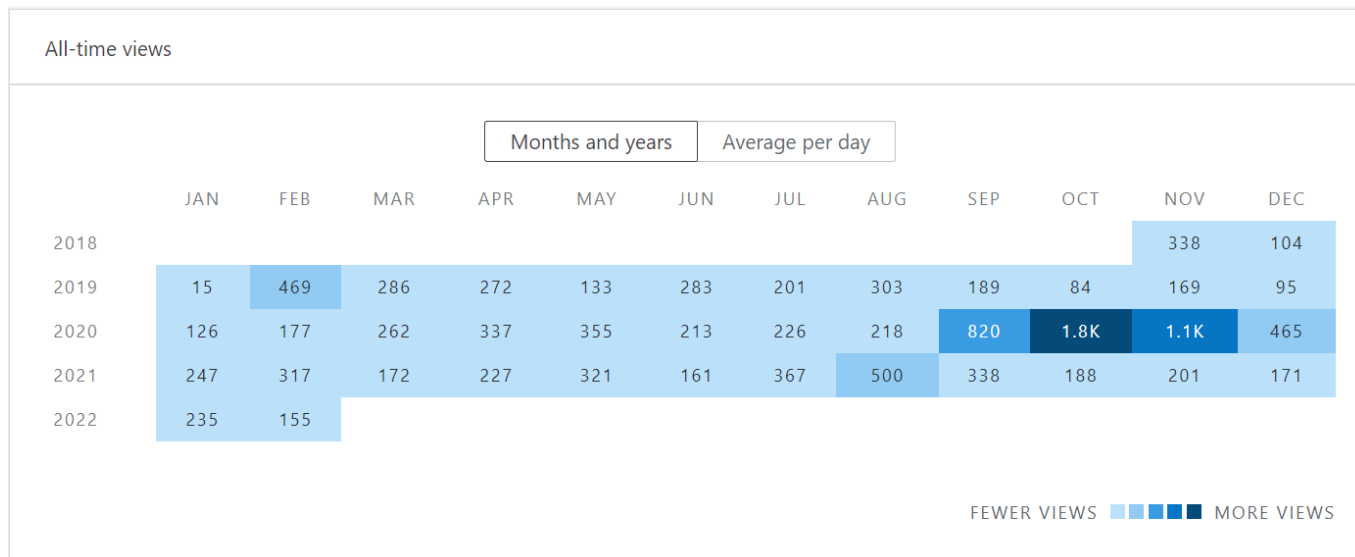 All-time views
Months and years Average per day
JAN FEB MAR APR MAY JUN JUL AUG SEP OCT NOV DEC
2018 338 104
2019 15 469 286 272 133 283 201 303 189 84 169 95
2020 126 177 262 337 355 213 226 218 820 1.8K 1.1K 465
2021 247 317 172 227 321 161 367 500 338 188 201 171
2022 235 155
FEWER VIEWS MORE VIEWS